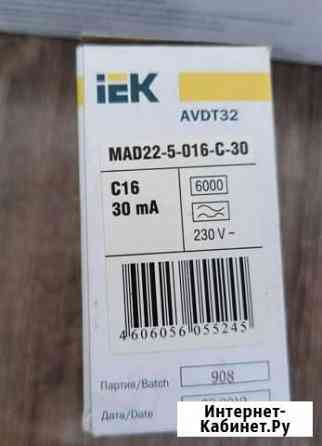 iEK
AVDT32
MAD22-5-016-C-30
C16
6000
30 mA
230 V~
4606056055245
Партия/Batch 908
Дата/Date
Интернет-
Кабинет.Ру